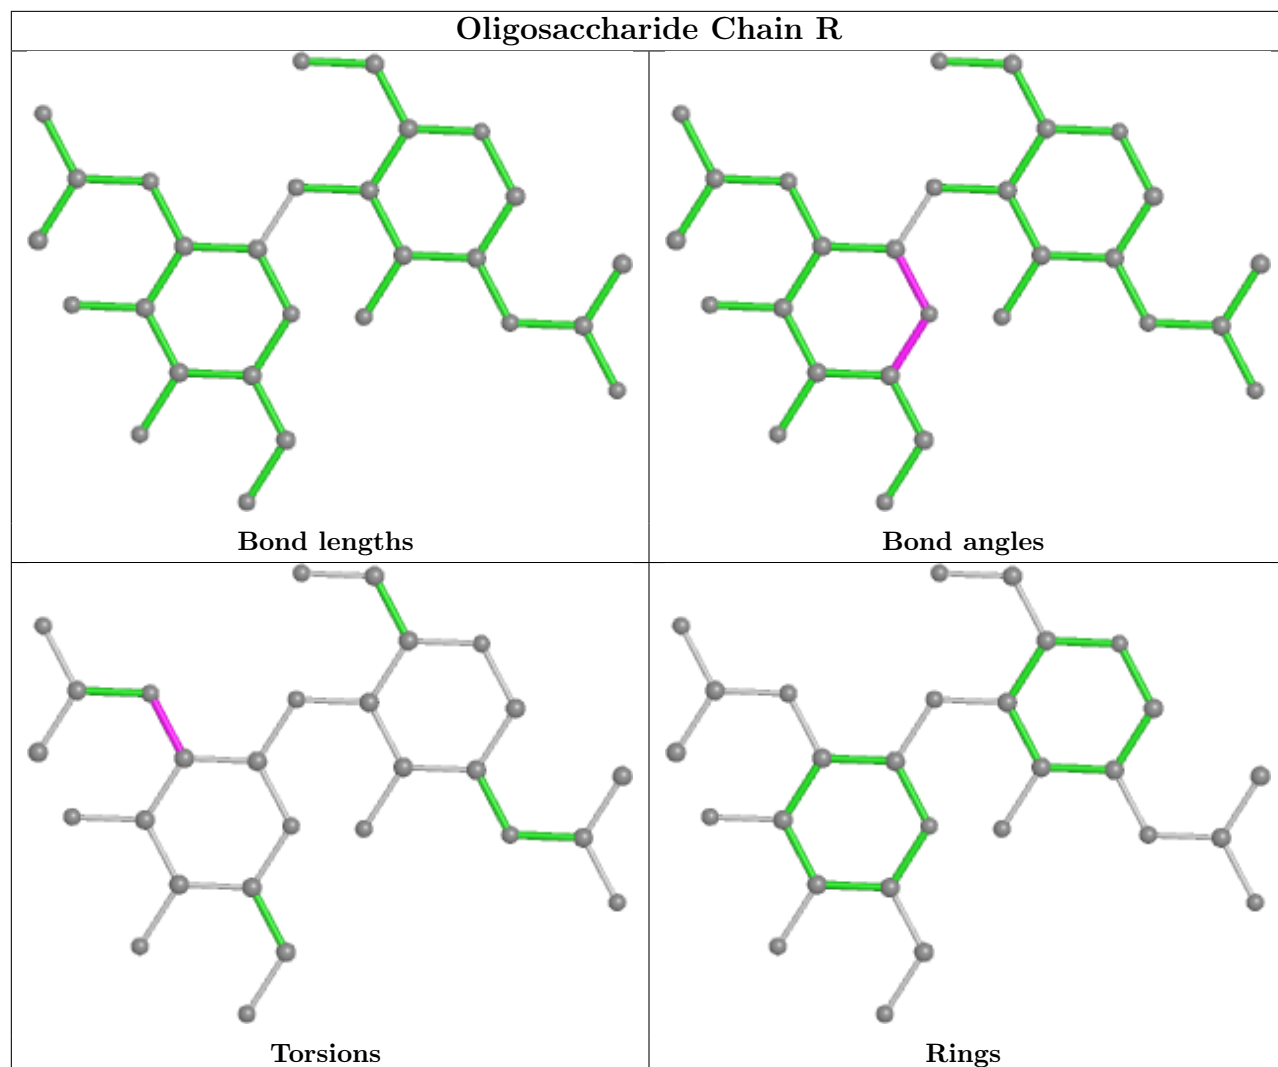 Oligosaccharide Chain R
Bond lengths
Bond angles
Torsions
Rings